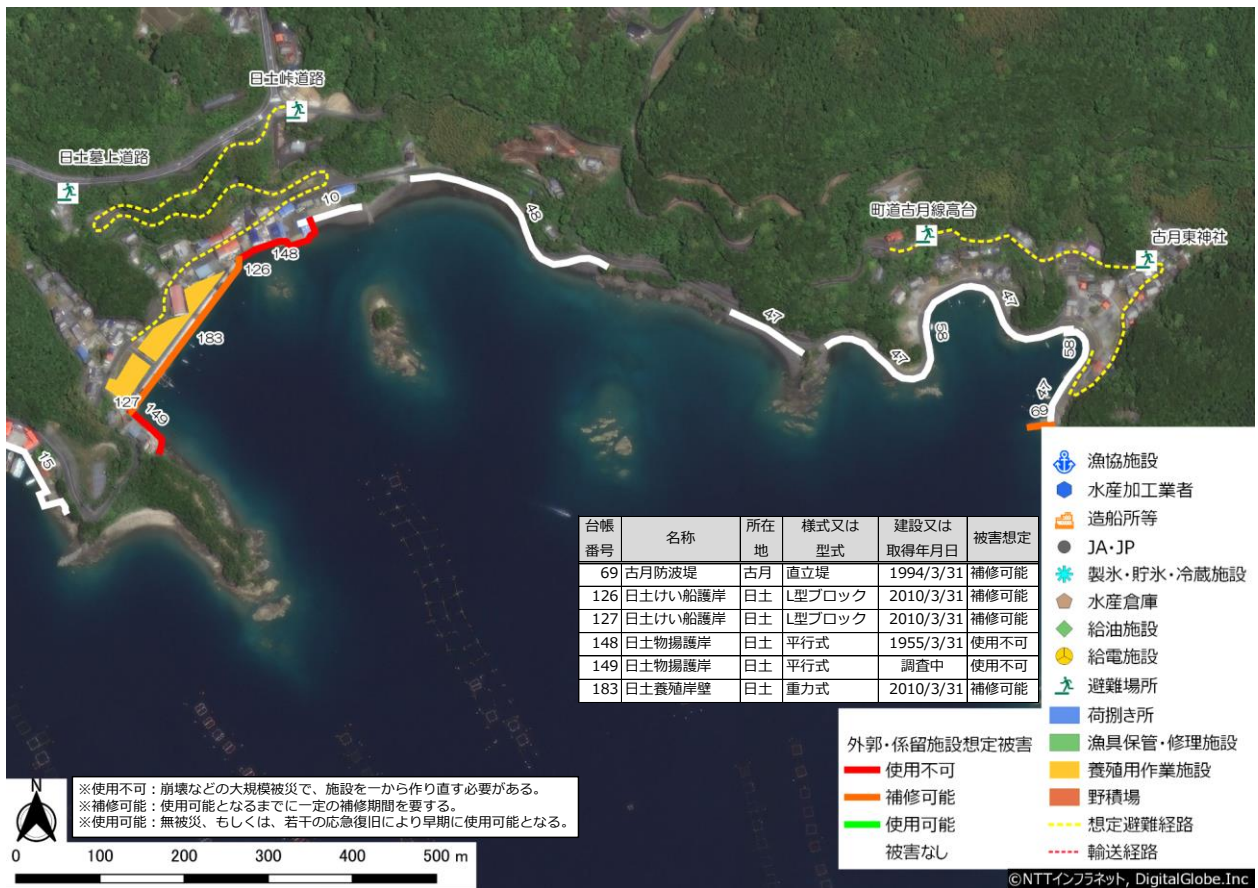 日土峠道路
日土墓上道路
10
48
町道古月線高台
古月東神社
148
126
47
47
58
47
58
183
47
69
127
149
15
台帳番号 名称 所在地 様式又は型式 建設又は取得年月日 被害想定
69 古月防波堤 古月 直立堤 1994/3/31 補修可能
126 日土けい船護岸 日土 L型ブロック 2010/3/31 補修可能
127 日土けい船護岸 日土 L型ブロック 2010/3/31 補修可能
148 日土物揚護岸 日土 平行式 1955/3/31 使用不可
149 日土物揚護岸 日土 平行式 調査中 使用不可
183 日土養殖岸壁 日土 重力式 2010/3/31 補修可能
漁協施設
水産加工業者
造船所等
JA・JP
製氷・貯氷・冷蔵施設
水産倉庫
給油施設
給電施設
避難場所
荷捌き所
漁具保管・修理施設
養殖用作業施設
野積場
想定避難経路
輸送経路
外郭・係留施設想定被害
使用不可
補修可能
使用可能
被害なし
※使用不可：崩壊などの大規模被災で、施設を一から作り直す必要がある。
※補修可能：使用可能となるまでに一定の補修期間を要する。
※使用可能：無被災、もしくは、若干の応急復旧により早期に使用可能となる。
N
0 100 200 300 400 500 m
©NTTインフラネット, DigitalGlobe.Inc